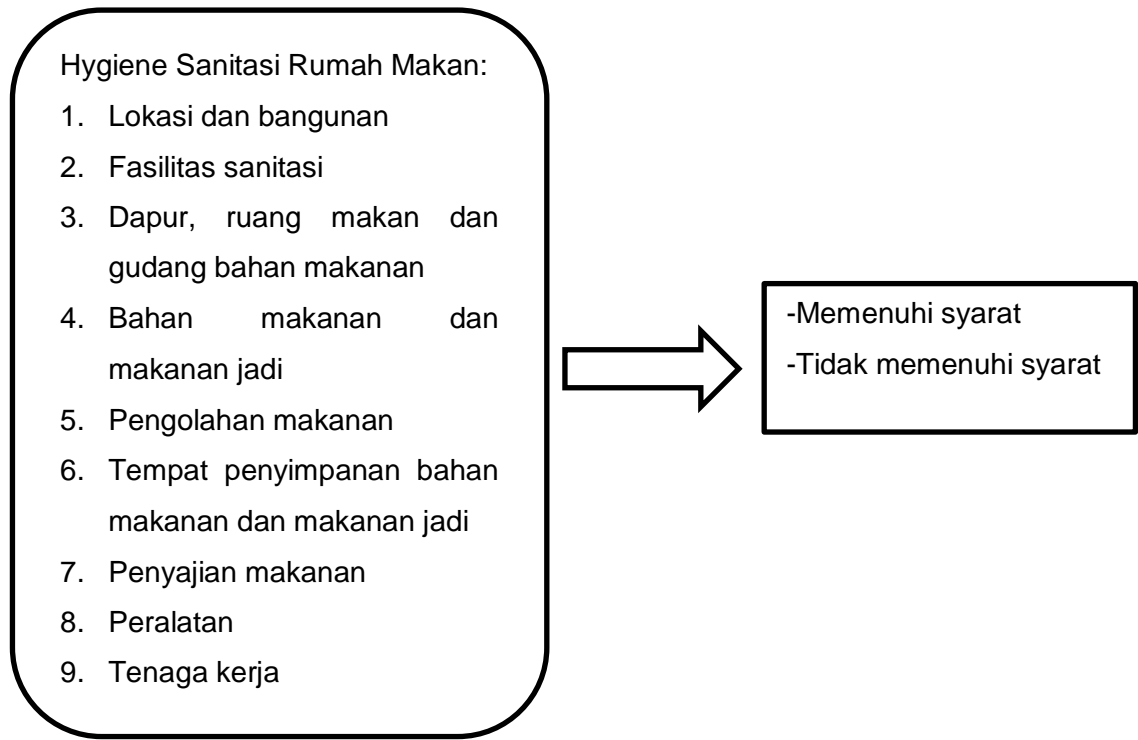 Hygiene Sanitasi Rumah Makan:
1. Lokasi dan bangunan
2. Fasilitas sanitasi
3. Dapur, ruang makan dan
gudang bahan makanan
4. Bahan makanan dan
makanan jadi
5. Pengolahan makanan
6. Tempat penyimpanan bahan
makanan dan makanan jadi
7. Penyajian makanan
8. Peralatan
9. Tenaga kerja
-Memenuhi syarat
-Tidak memenuhi syarat